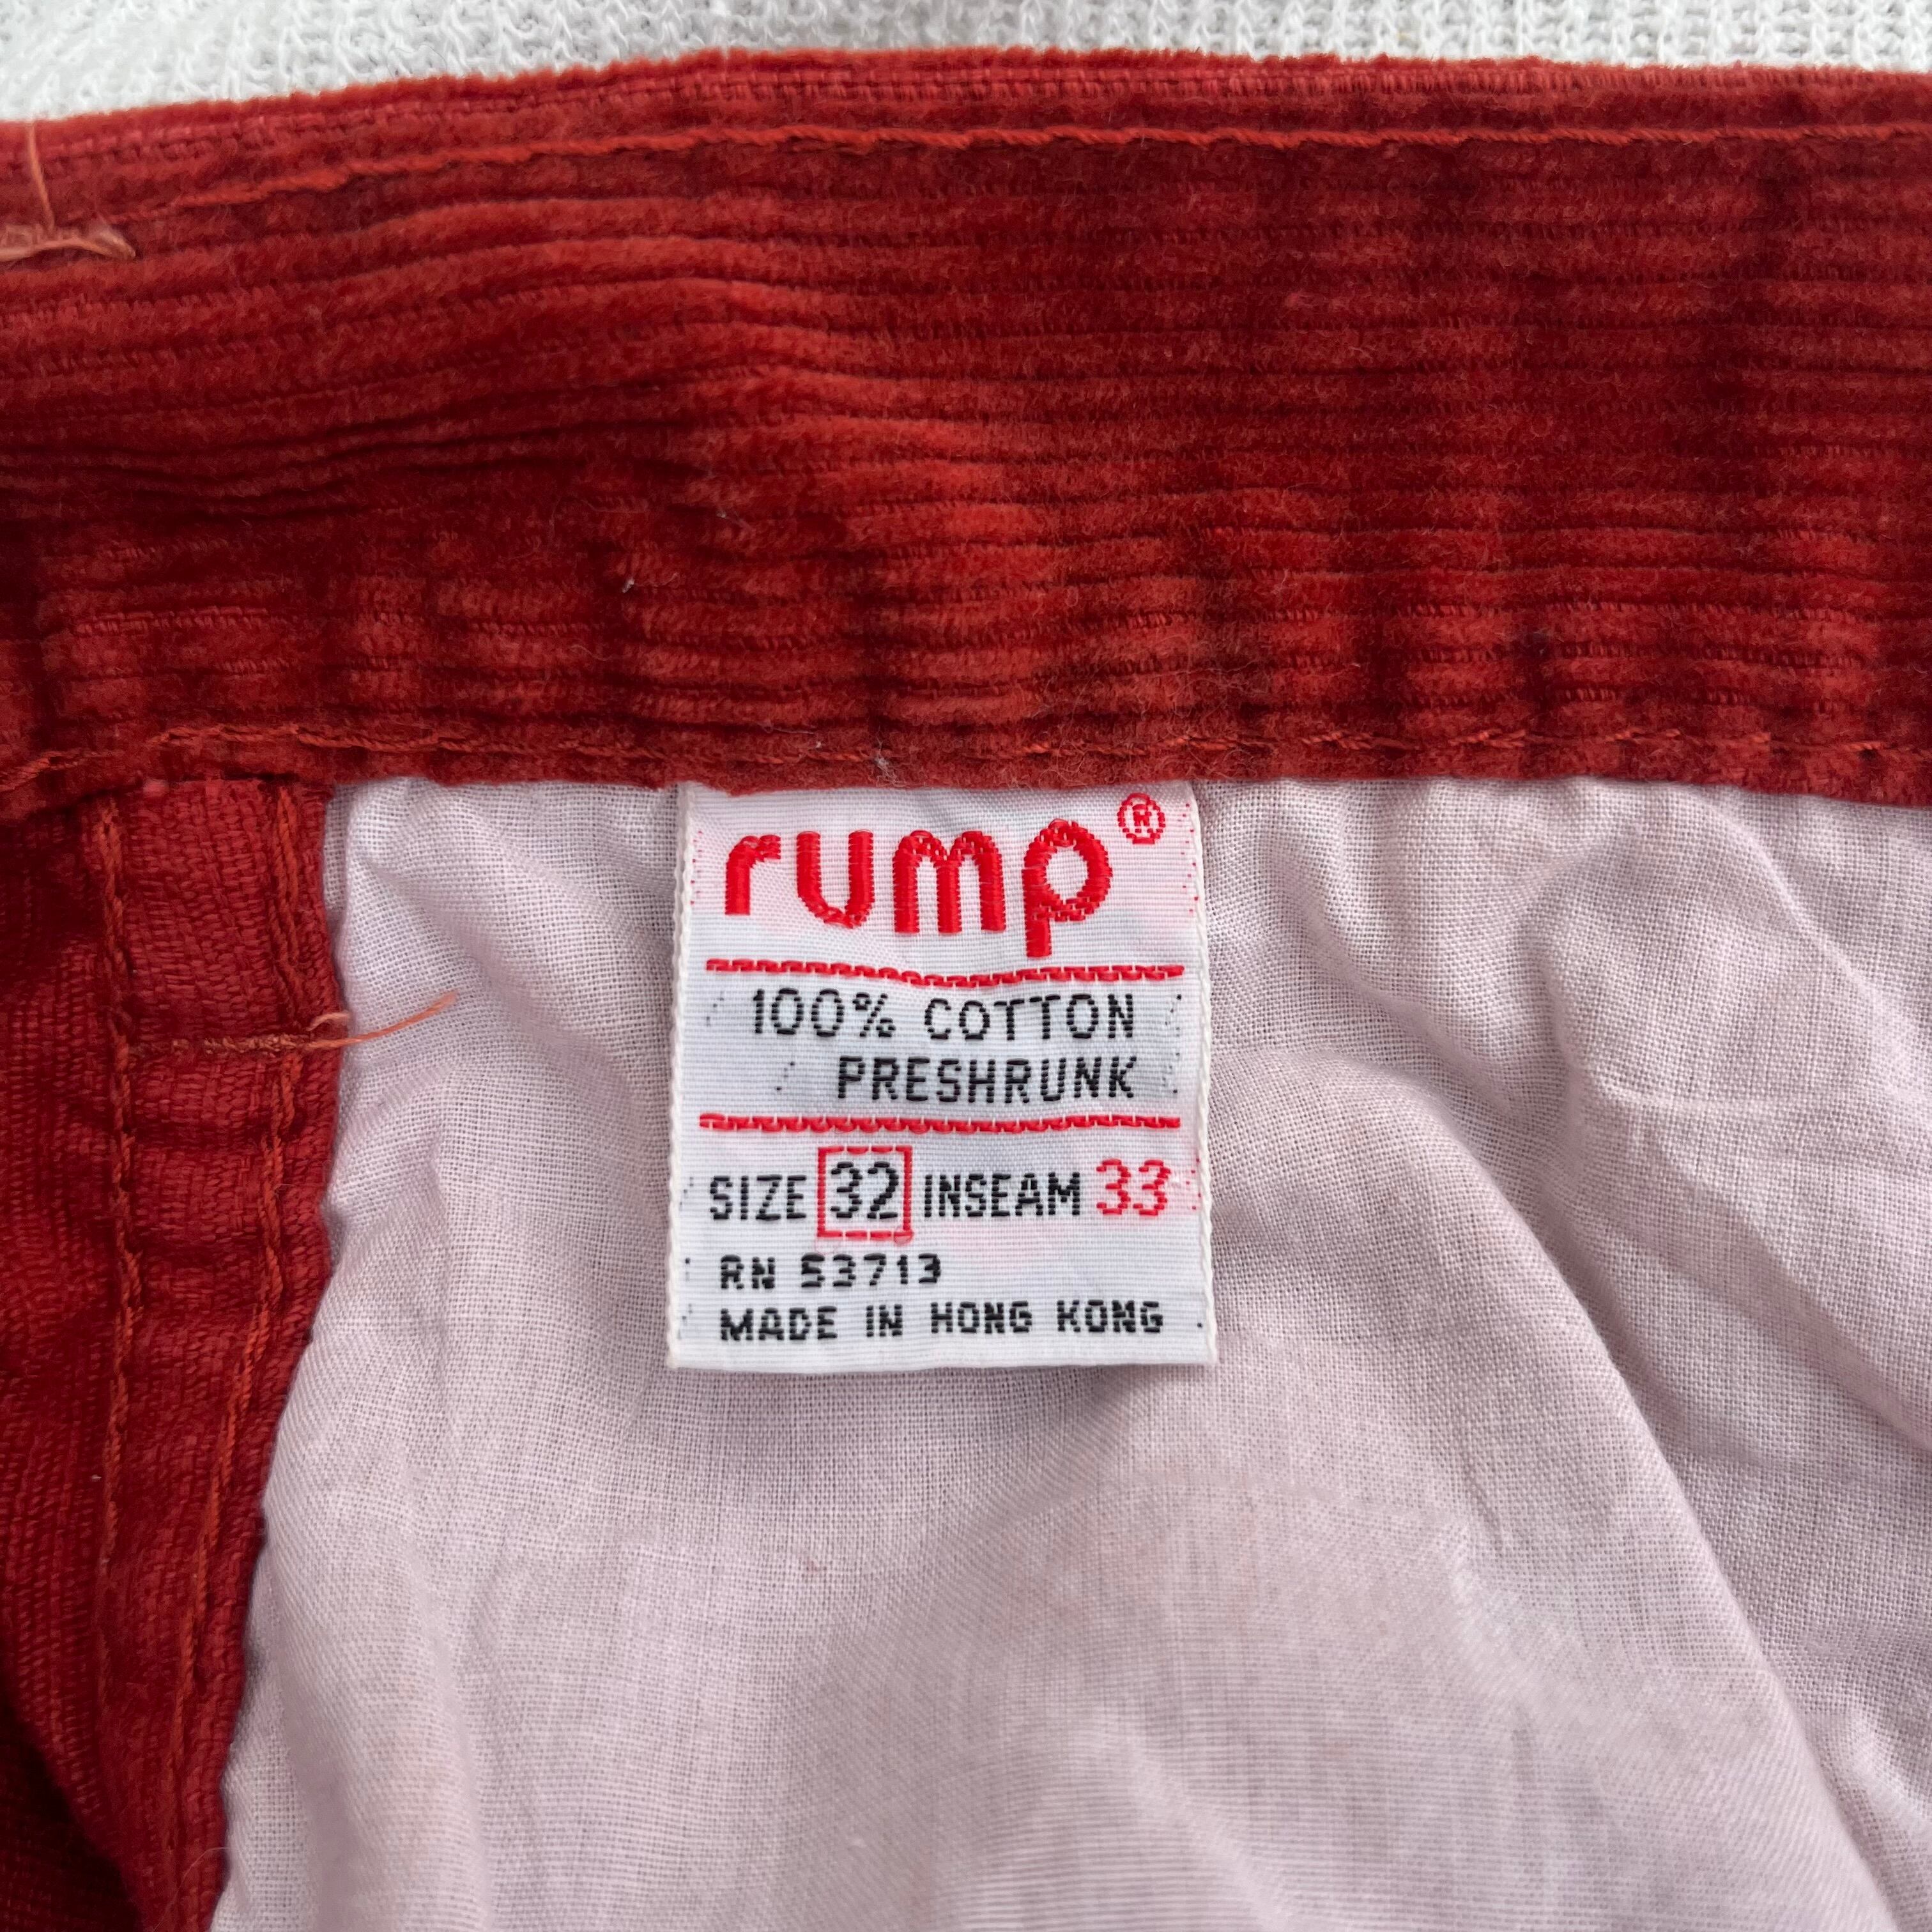 rump®
100% COTTON
PRESHRUNK
SIZE 32 INSEAM 33
RN 53713
MADE IN HONG KONG